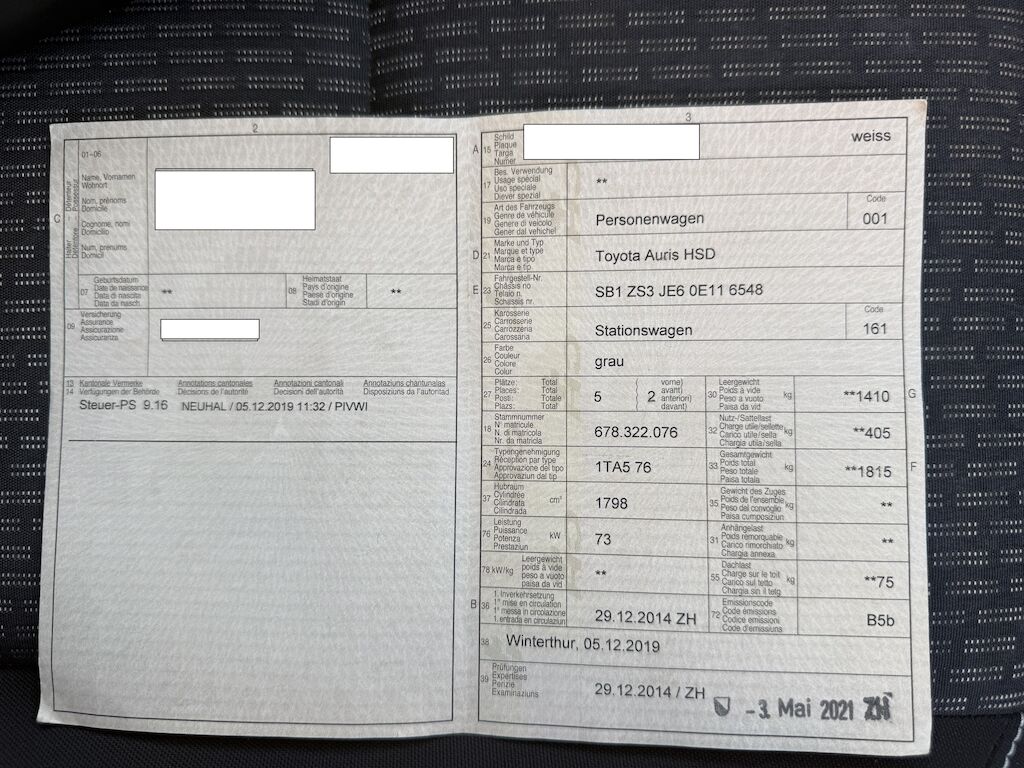 2
01–06
Name, Vornamen
Wohnort
Nom, prénoms
Domicile
Cognome, nomi
Domicilio
Num, prenums
Domicil
C
Halter
Détenteur
Détentore
Possessur
07
Geburtsdatum
Date de naissance
Data di nascita
Data da nasch.
**
08
Heimatstaat
Pays d'origine
Paese d'origine
Stadi d'origin
**
09
Versicherung
Assurance
Assicurazione
Assicuranza
13 Kantonale Vermerke Annotations cantonales Annotazioni cantonali Annotaziuns chantunalas
14 Verfügungen der Behörde Décisions de l'autorité Decisioni dell'autorità Disposiziuns da l'autoritad
Steuer-PS 9.16 NEUHAL / 05.12.2019 11:32 / PIVWI
3
A 15
Schild
Plaque
Targa
Numer
weiss
17
Bes. Verwendung
Usage spécial
Uso speciale
Diever spezial
**
19
Art des Fahrzeugs
Genre de véhicule
Genere di veicolo
Gener dal vehichel
Personenwagen
Code
001
D 21
Marke und Typ
Marque et type
Marca e tipo
Marca e tip
Toyota Auris HSD
E 23
Fahrgestell-Nr.
Châssis no
Telaio n.
Schassis nr.
SB1 ZS3 JE6 0E11 6548
25
Karosserie
Carrosserie
Carrozzeria
Carossaria
Stationswagen
Code
161
26
Farbe
Couleur
Colore
Colur
grau
27
Plätze: Total
Places: Total
Posti: Totale
Plazs: Total
5
2
vorne)
avant)
anteriori)
davant)
30
Leergewicht
Poids à vide
Peso a vuoto
Paisa da vid
kg
**1410
G
18
Stammnummer
N° matricule
N. di matricola
Nr. da matricla
678.322.076
32
Nutz-/Sattellast
Charge utile/sellette
Carico utile/sella
Chargia utila/sella
kg
**405
24
Typengenehmigung
Réception par type
Approvazione del tipo
Approvaziun dal tip
1TA5 76
33
Gesamtgewicht
Poids total
Peso totale
Paisa totala
kg
**1815
F
37
Hubraum
Cylindrée
Cilindrata
Cilindrada
cm³
1798
35
Gewicht des Zuges
Poids de l'ensemble
Peso del convoglio
Paisa cumposiziun
kg
**
76
Leistung
Puissance
Potenza
Prestaziun
kW
73
31
Anhängelast
Poids remorquable
Carico rimorchiato
Chargia annexa
kg
**
78 kW/kg
Leergewicht
poids à vide
peso a vuoto
paisa da vid
**
55
Dachlast
Charge sur le toit
Carico sul tetto
Chargia sin il tetg
kg
**75
B 36
1. Inverkehrsetzung
1re mise en circulation
1a messa in circolazione
1. entrada en circulaziun
29.12.2014 ZH
72
Emissionscode
Code émissions
Codice emissioni
Code d'emissiuns
B5b
38
Winterthur, 05.12.2019
39
Prüfungen
Expertises
Perizie
Examinaziuns
29.12.2014 / ZH
-3. Mai 2021 ZH